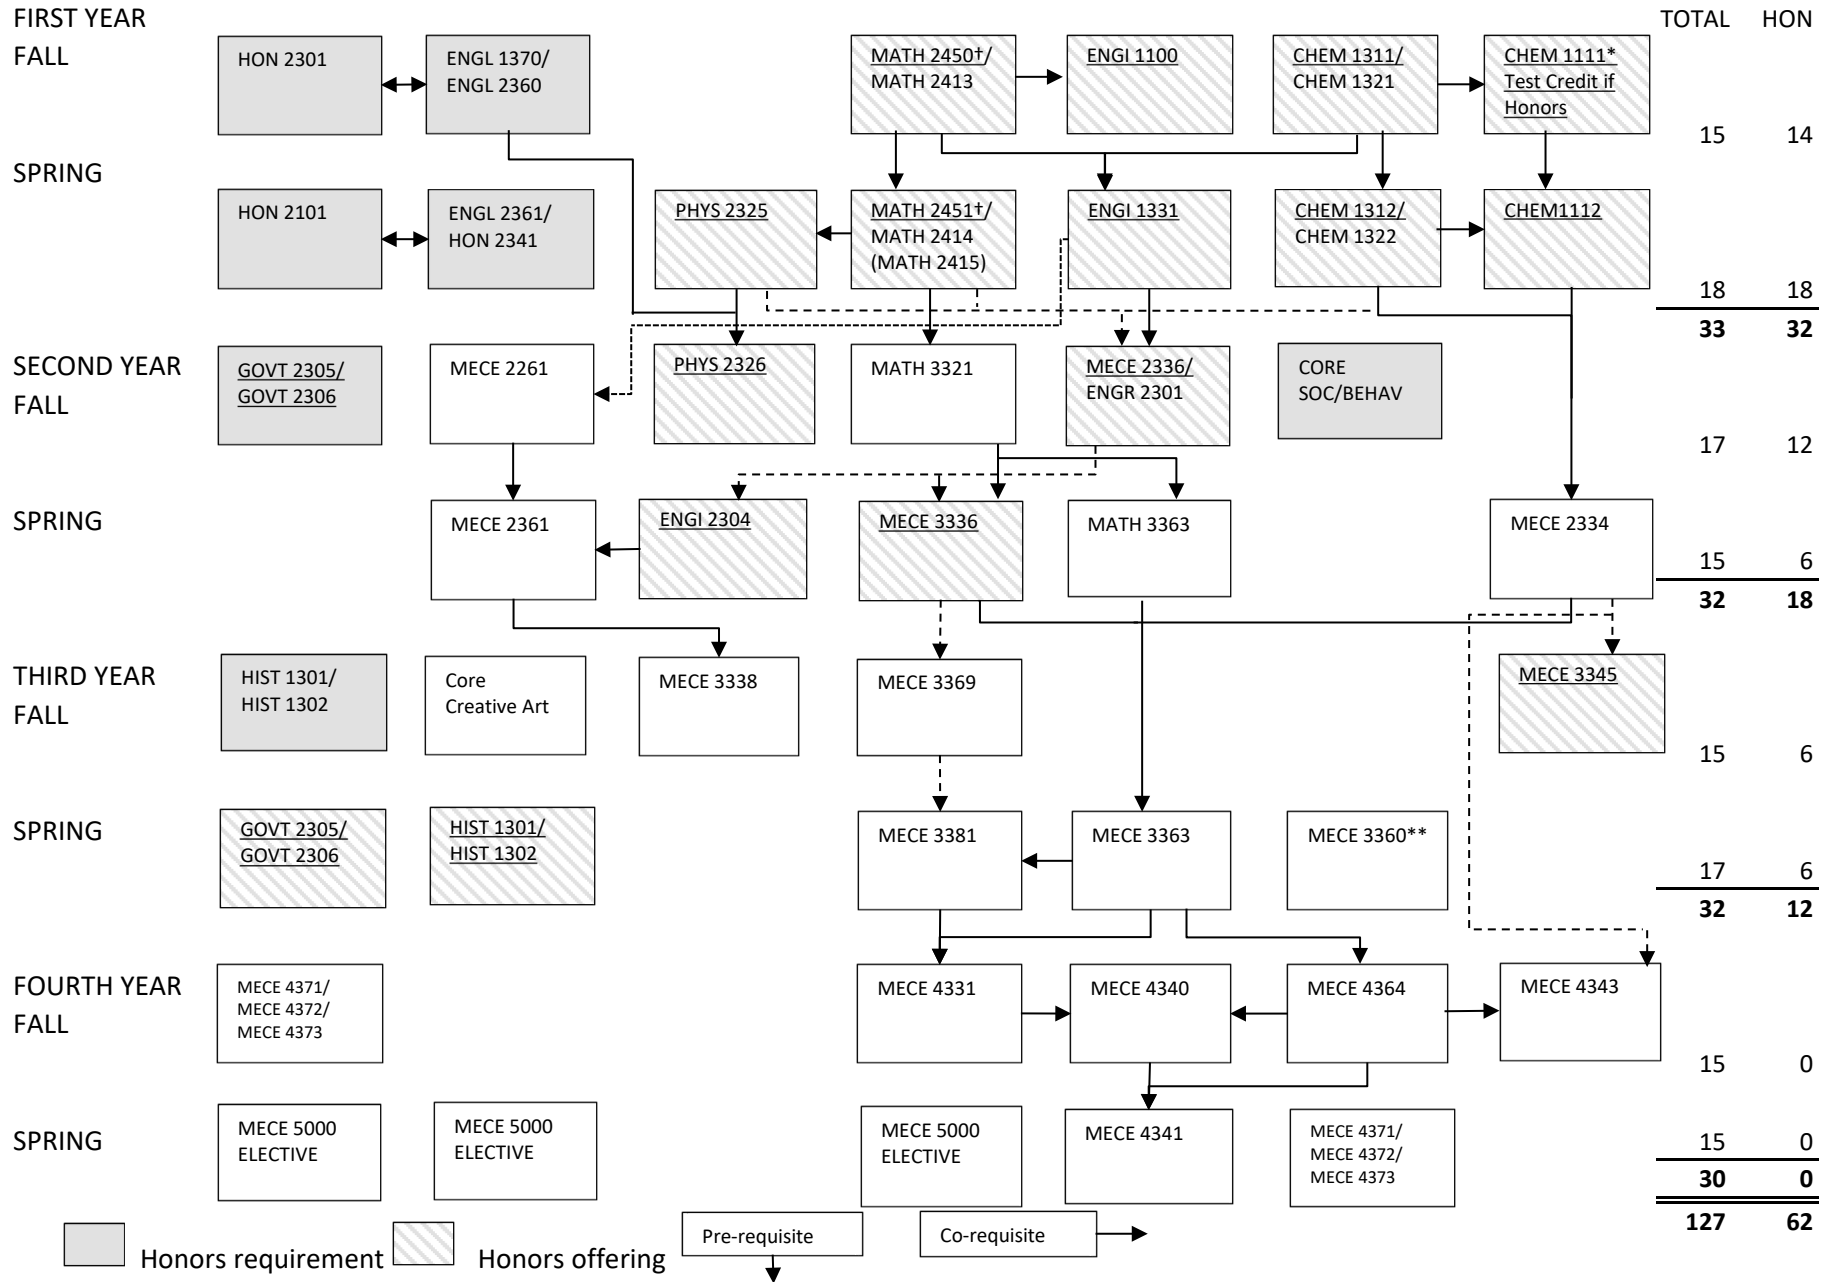 FIRST YEAR
FALL
TOTAL HON
HON 2301
ENGL 1370/
ENGL 2360
MATH 2450†/
MATH 2413
ENGI 1100
CHEM 1311/
CHEM 1321
CHEM 1111*
Test Credit if
Honors
15 14
SPRING
HON 2101
ENGL 2361/
HON 2341
PHYS 2325
MATH 2451†/
MATH 2414
(MATH 2415)
ENGI 1331
CHEM 1312/
CHEM 1322
CHEM1112
18 18
33 32
SECOND YEAR
FALL
GOVT 2305/
GOVT 2306
MECE 2261
PHYS 2326
MATH 3321
MECE 2336/
ENGR 2301
CORE
SOC/BEHAV
17 12
SPRING
MECE 2361
ENGI 2304
MECE 3336
MATH 3363
MECE 2334
15 6
32 18
THIRD YEAR
FALL
HIST 1301/
HIST 1302
Core
Creative Art
MECE 3338
MECE 3369
MECE 3345
15 6
SPRING
GOVT 2305/
GOVT 2306
HIST 1301/
HIST 1302
MECE 3381
MECE 3363
MECE 3360**
17 6
32 12
FOURTH YEAR
FALL
MECE 4371/
MECE 4372/
MECE 4373
MECE 4331
MECE 4340
MECE 4364
MECE 4343
15 0
SPRING
MECE 5000
ELECTIVE
MECE 5000
ELECTIVE
MECE 5000
ELECTIVE
MECE 4341
MECE 4371/
MECE 4372/
MECE 4373
15 0
30 0
127 62
Honors requirement
Honors offering
Pre-requisite
Co-requisite